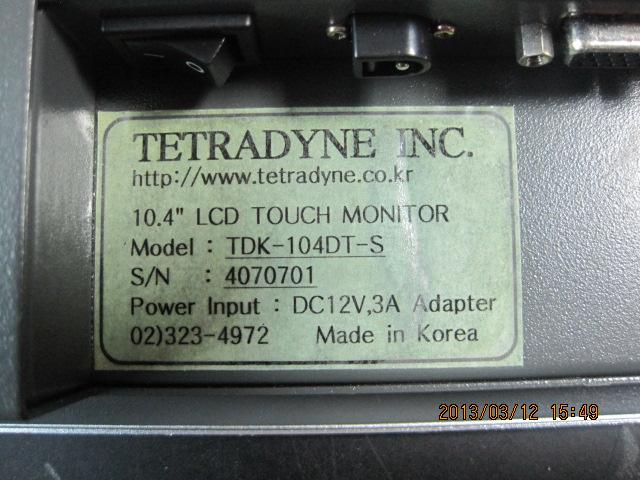 TETRADYNE INC.
http://www.tetradyne.co.kr
10.4" LCD TOUCH MONITOR
Model : TDK-104DT-S
S/N : 4070701
Power Input : DC12V,3A Adapter
02)323-4972 Made in Korea
2013/03/12 15:49